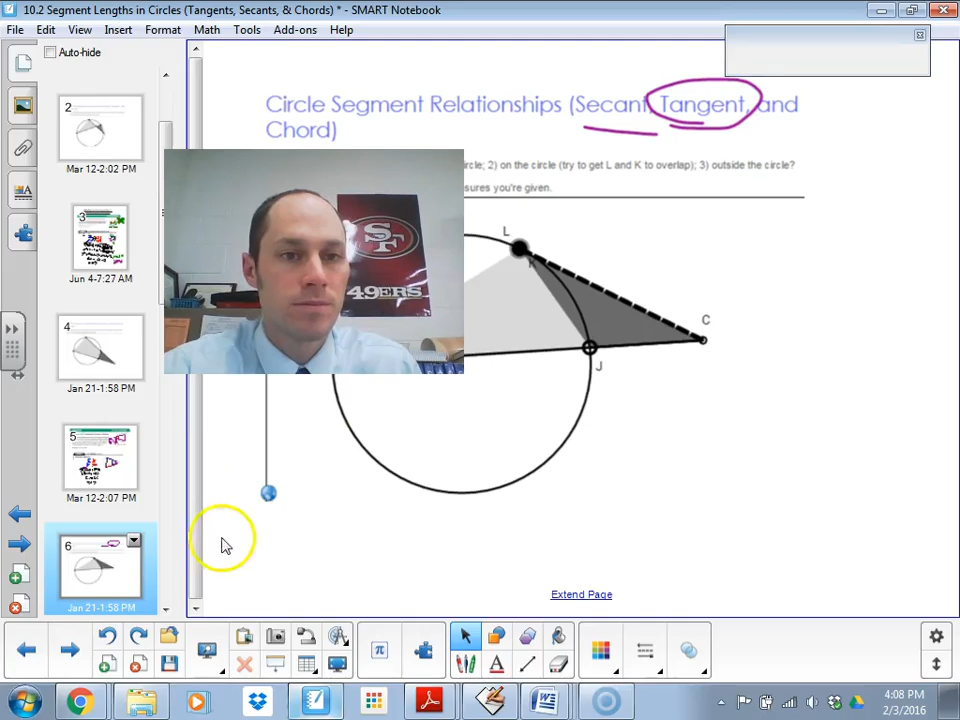 10.2 Segment Lengths in Circles (Tangents, Secants, & Chords) * - SMART Notebook
File Edit View Insert Format Math Tools Add-ons Help
Auto-hide
2
Mar 12-2:02 PM
3
Jun 4-7:27 AM
4
Jan 21-1:58 PM
5
Mar 12-2:07 PM
6
Jan 21-1:58 PM
Circle Segment Relationships (Secant, Tangent, and
Chord)
circle; 2) on the circle (try to get L and K to overlap); 3) outside the circle?
you're given.
SF
49ERS
L
C
J
Extend Page
π
A
W
4:08 PM
2/3/2016